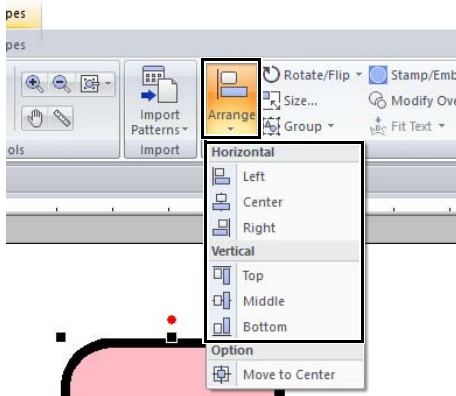 pes
pes
Rotate/Flip
Stamp/Emb
Size...
Modify Ove
Import
Patterns
Arrange
Group
Fit Text
ols
Import
Horizontal
Left
Center
Right
Vertical
Top
Middle
Bottom
Option
Move to Center